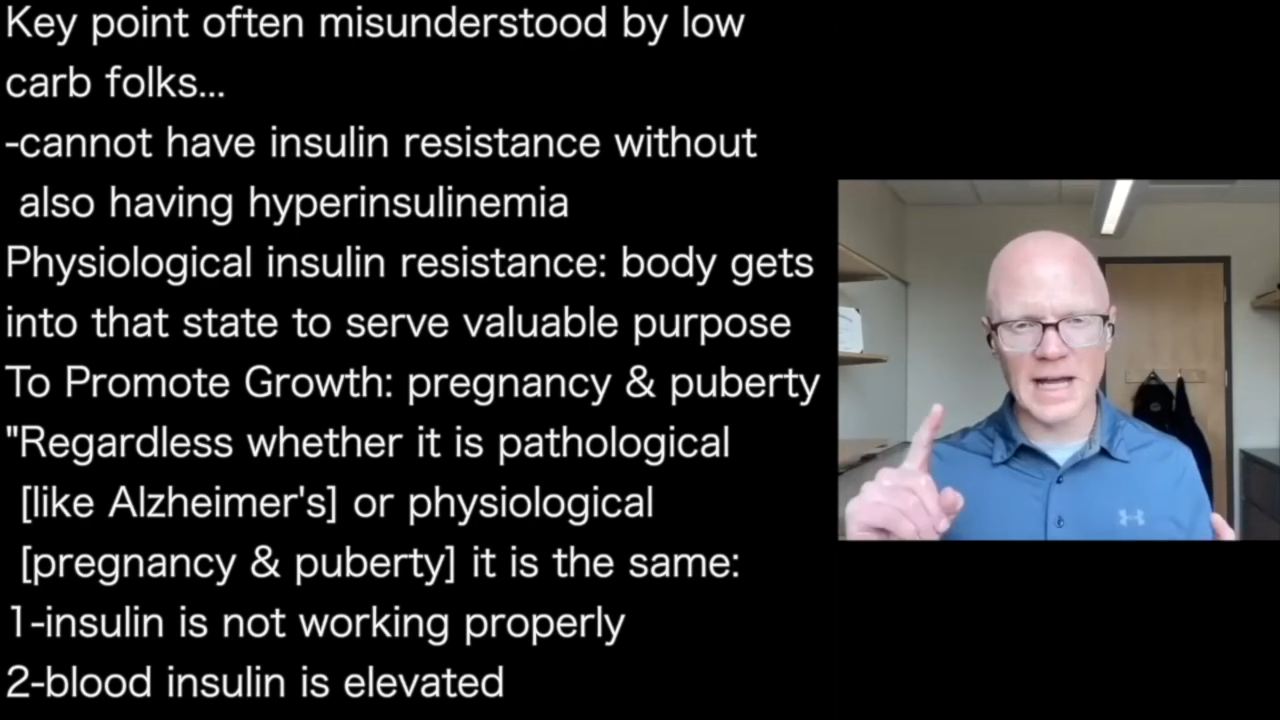 Key point often misunderstood by low
carb folks...
-cannot have insulin resistance without
also having hyperinsulinemia
Physiological insulin resistance: body gets
into that state to serve valuable purpose
To Promote Growth: pregnancy & puberty
"Regardless whether it is pathological
[like Alzheimer's] or physiological
[pregnancy & puberty] it is the same:
1-insulin is not working properly
2-blood insulin is elevated